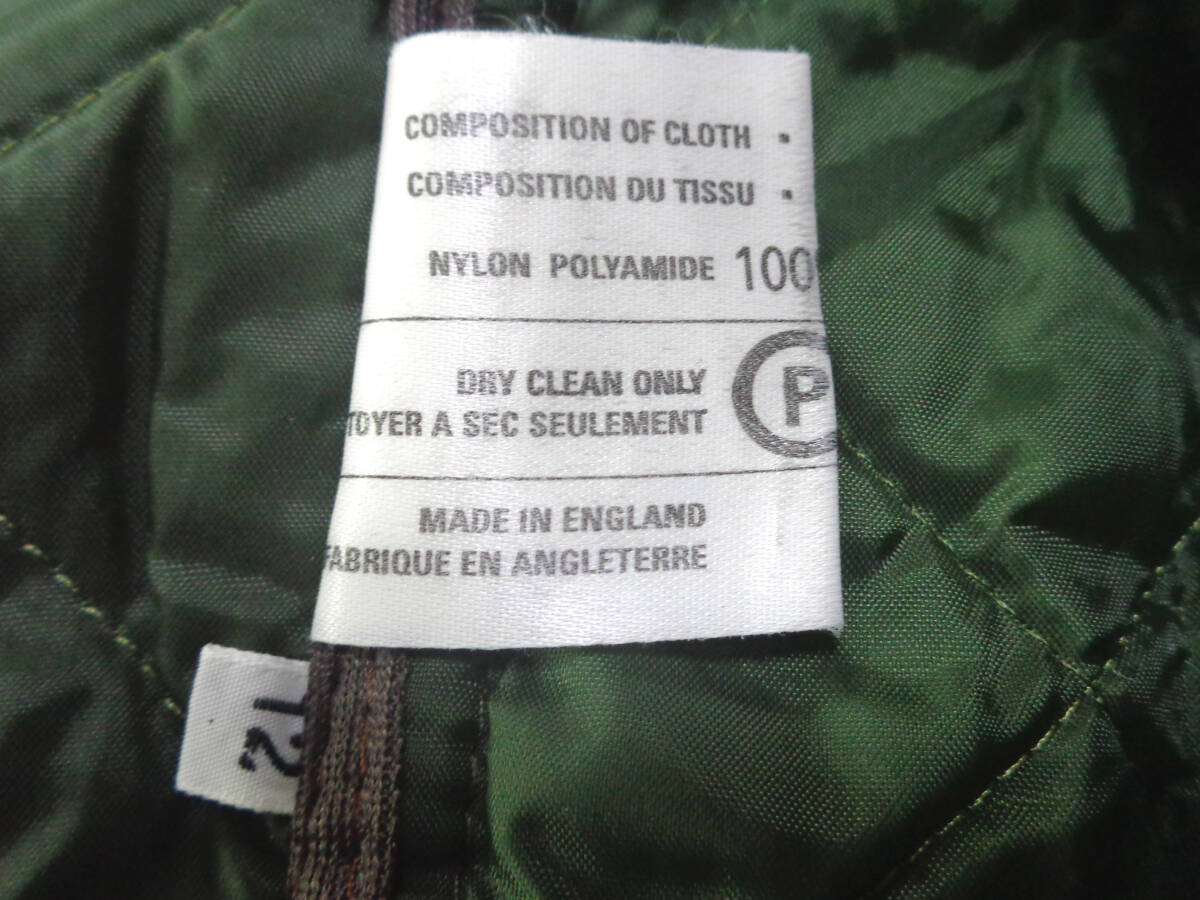 COMPOSITION OF CLOTH .
COMPOSITION DU TISSU .
NYLON POLYAMIDE 100
DRY CLEAN ONLY
TOYER A SEC SEULEMENT
P
MADE IN ENGLAND
FABRIQUE EN ANGLETERRE